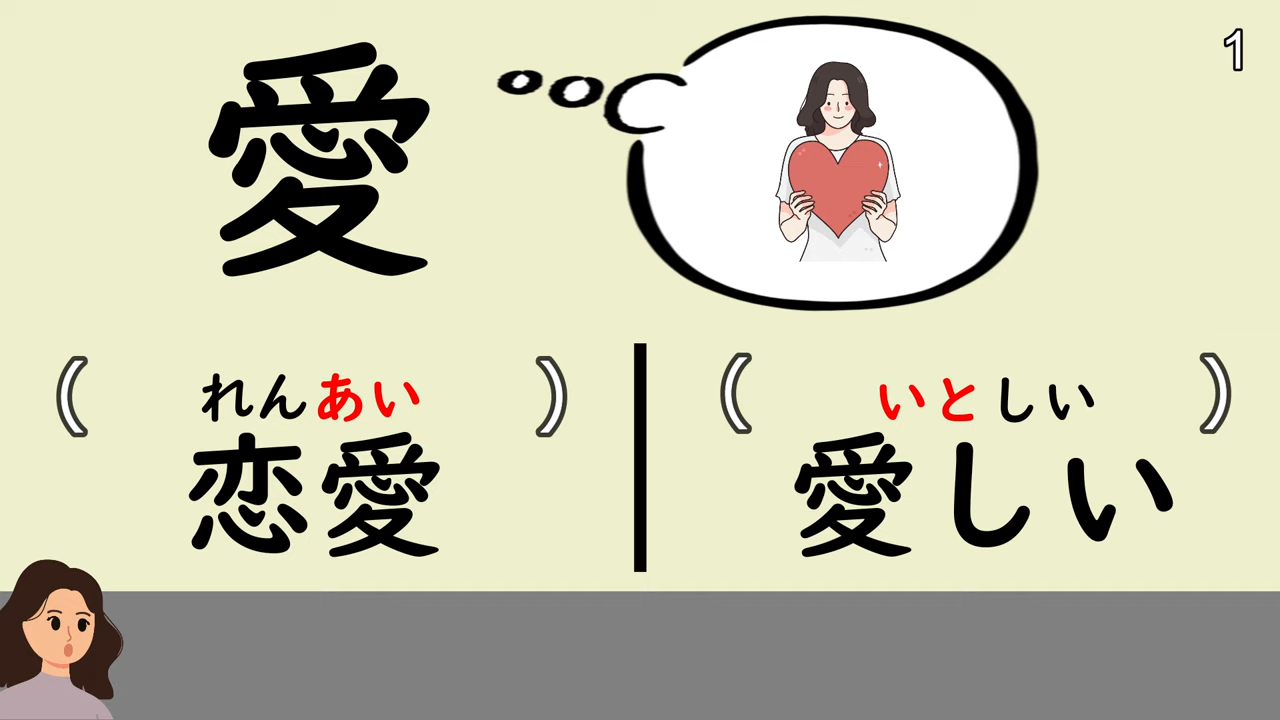 1
愛
（ れんあい ）
恋愛
（ いとしい ）
愛しい